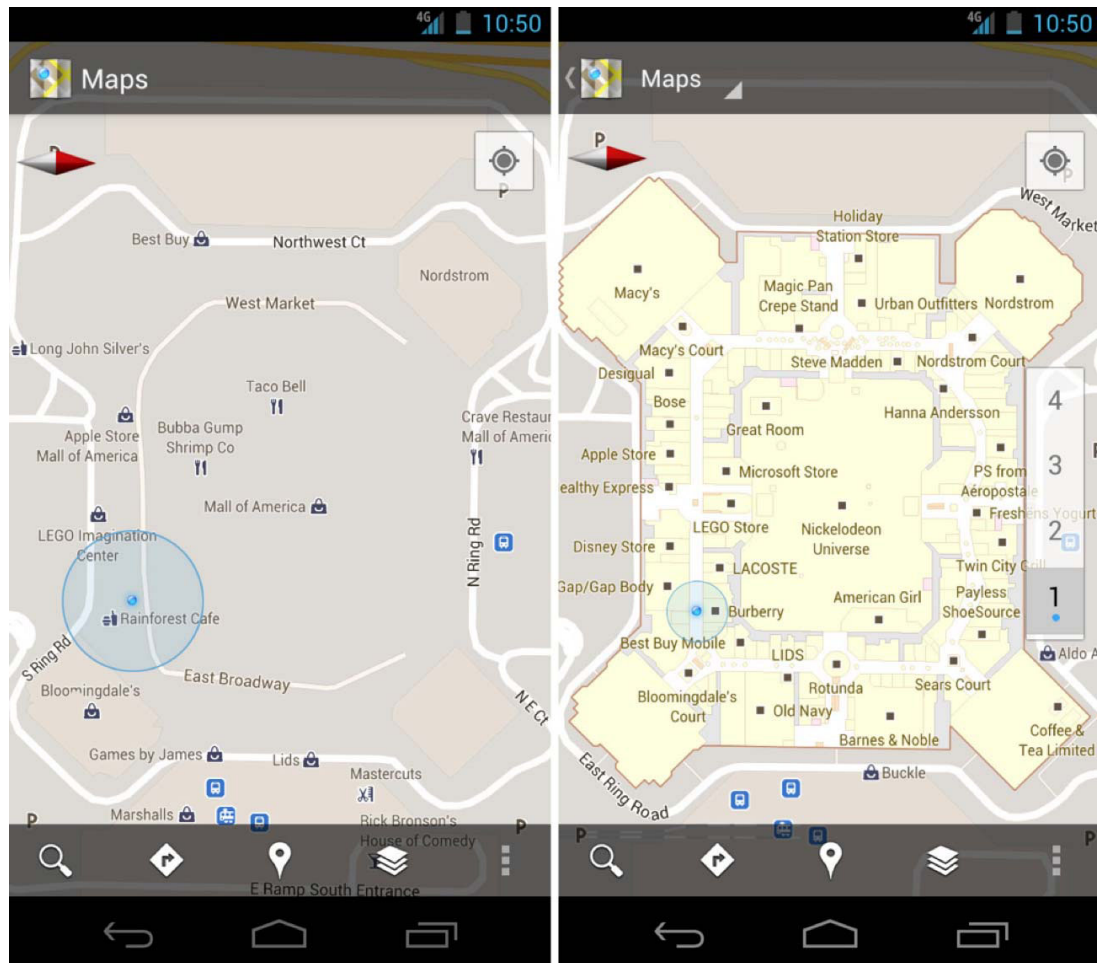 4G 10:50
Maps
P
P
Best Buy
Northwest Ct
Nordstrom
West Market
Long John Silver's
Taco Bell
Apple Store
Mall of America
Bubba Gump
Shrimp Co
Crave Restaur
Mall of Americ
Mall of America
LEGO Imagination
Center
N Ring Rd
Rainforest Cafe
S Ring Rd
East Broadway
Bloomingdale's
N E Ct
Games by James
Lids
Mastercuts
Marshalls
Rick Bronson's
House of Comedy
P
P
E Ramp South Entrance
4G 10:50
Maps
P
P
West Market
Holiday
Station Store
Macy's
Magic Pan
Crepe Stand
Urban Outfitters
Nordstrom
Macy's Court
Steve Madden
Nordstrom Court
Desigual
Bose
Hanna Andersson
4
Great Room
Apple Store
Microsoft Store
PS from
Aéropostale
3
ealthy Express
LEGO Store
Nickelodeon
Universe
Freshëns Yogurt
2
Disney Store
LACOSTE
Twin City Grill
Gap/Gap Body
Burberry
American Girl
Payless
ShoeSource
1
Best Buy Mobile
LIDS
Aldo A
Bloomingdale's
Court
Old Navy
Rotunda
Sears Court
Barnes & Noble
Coffee &
Tea Limited
East Ring Road
Buckle
P